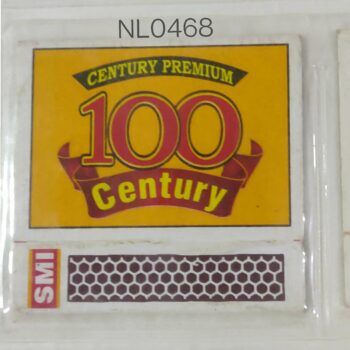 NL0468
CENTURY PREMIUM
100
Century
SMI